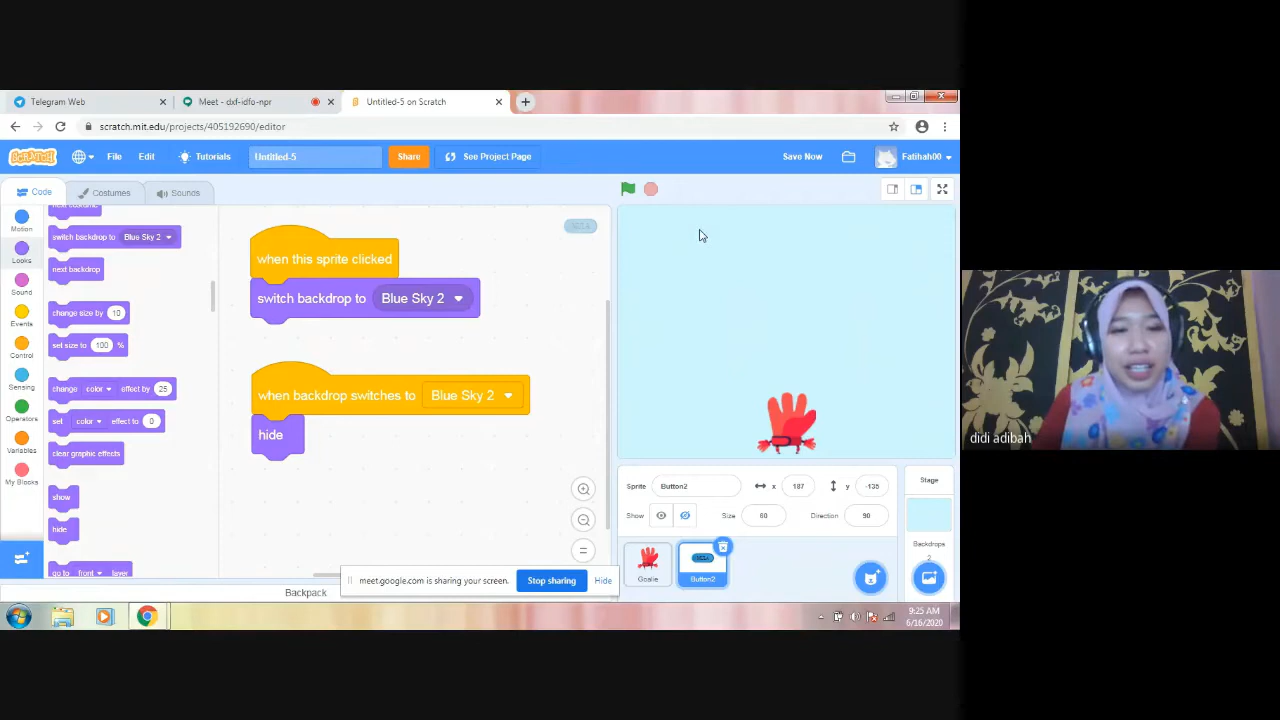 Telegram Web
Meet - dxf-idfo-npr
Untitled-5 on Scratch
scratch.mit.edu/projects/405192690/editor
SCRATCH
File
Edit
Tutorials
Untitled-5
Share
See Project Page
Save Now
Fatihah00
Code
Costumes
Sounds
Motion
Looks
Sound
Events
Control
Sensing
Operators
Variables
My Blocks
switch backdrop to Blue Sky 2
next backdrop
change size by 10
set size to 100 %
change color effect by 25
set color effect to 0
clear graphic effects
show
hide
go to front layer
when this sprite clicked
switch backdrop to Blue Sky 2
when backdrop switches to Blue Sky 2
hide
Backpack
meet.google.com is sharing your screen.
Stop sharing
Hide
Sprite
Button2
x
187
y
-135
Show
Size
60
Direction
90
Goalie
Button2
Stage
Backdrops
2
9:25 AM
6/16/2020
didi adibah